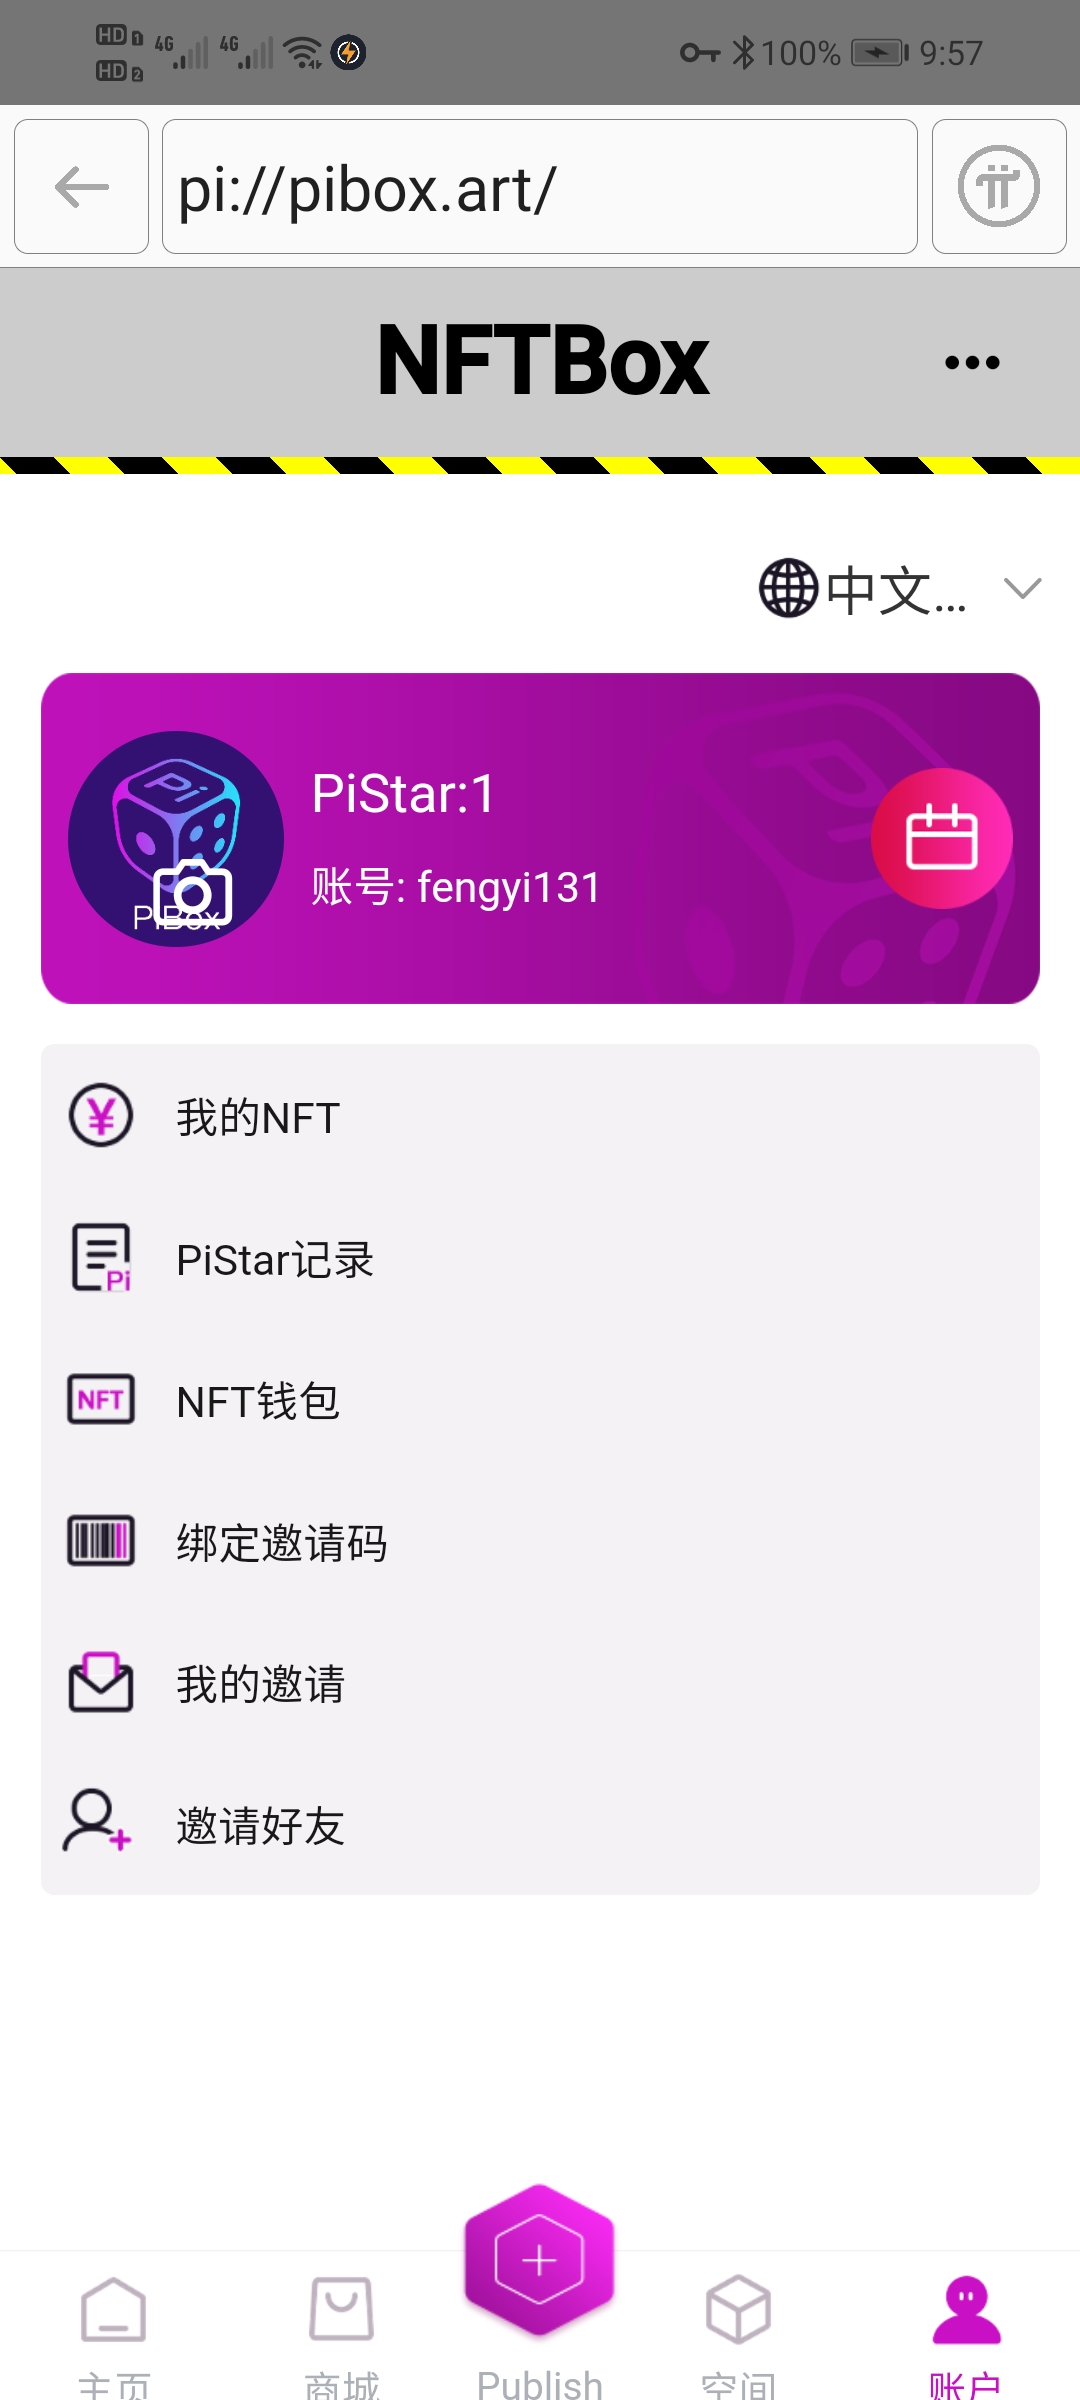 HD 1 4G 4G 100% 9:57
HD 2
pi://pibox.art/
NFTBox
中文...
PiStar:1
账号: fengyi131
PiBox
我的NFT
PiStar记录
Pi
NFT钱包
NFT
绑定邀请码
我的邀请
邀请好友
主页 商城 Publish 空间 账户